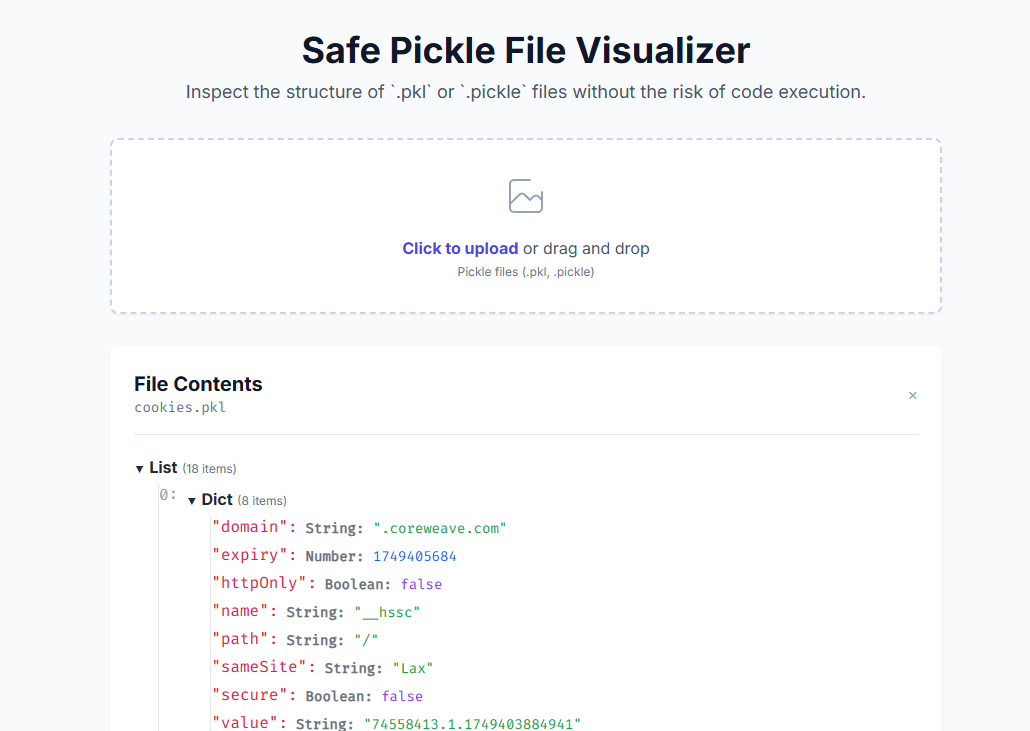 Safe Pickle File Visualizer
Inspect the structure of `.pkl` or `.pickle` files without the risk of code execution.
Click to upload or drag and drop
Pickle files (.pkl, .pickle)
File Contents
cookies.pkl
×
▼ List (18 items)
0: ▼ Dict (8 items)
"domain": String: ".coreweave.com"
"expiry": Number: 1749405684
"httpOnly": Boolean: false
"name": String: "__hssc"
"path": String: "/"
"sameSite": String: "Lax"
"secure": Boolean: false
"value": String: "74558413.1.1749403884941"